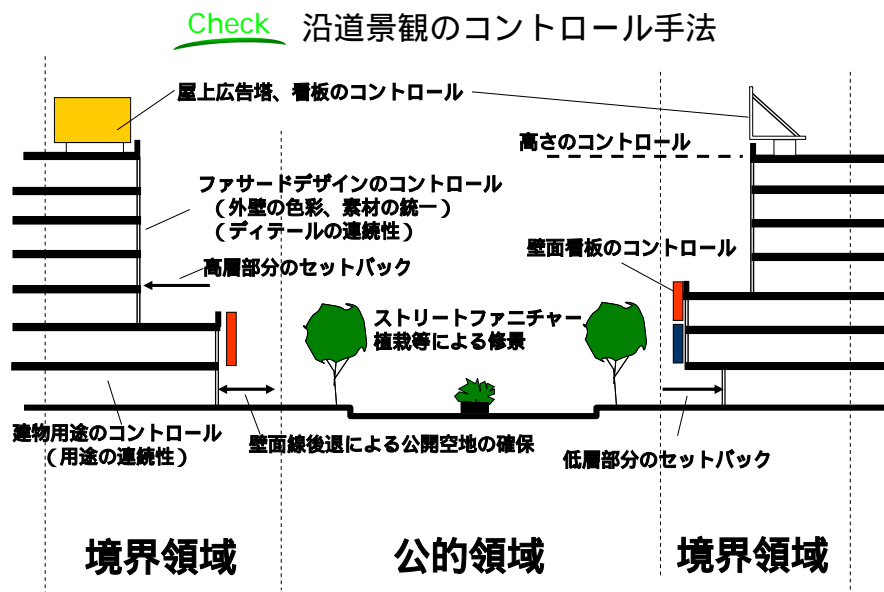 Check 沿道景観のコントロール手法
屋上広告塔、看板のコントロール
高さのコントロール
ファサードデザインのコントロール
（外壁の色彩、素材の統一）
（ディテールの連続性）
壁面看板のコントロール
高層部分のセットバック
ストリートファニチャー
植栽等による修景
建物用途のコントロール
（用途の連続性）
壁面線後退による公開空地の確保
低層部分のセットバック
境界領域
公的領域
境界領域